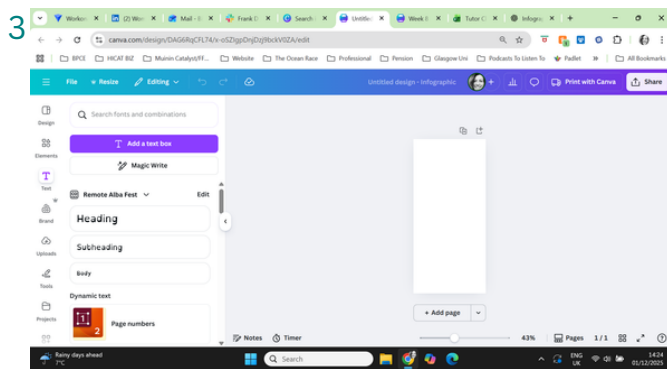 3
Workin
(2) Wor
Mail - B
Frank D
Search
Untitled
Week 8
Tutor C
Infogra
canva.com/design/DAG6RqCFL74/x-oSZigpDnjDzj9bckV0ZA/edit
BPCE
HICAT BIZ
Muinin Catalyst/FF...
Website
The Ocean Race
Professional
Pension
Glasgow Uni
Podcasts To Listen To
Padlet
All Bookmarks
File
Resize
Editing
Untitled design - Infographic
Print with Canva
Share
Design
Search fonts and combinations
T Add a text box
Elements
Magic Write
Text
Remote Alba Fest
Edit
Brand
Heading
Uploads
Subheading
Tools
Body
Dynamic text
Projects
Page numbers
+ Add page
Notes
Timer
43%
Pages
1 / 1
Rainy days ahead
7°C
Search
ENG
UK
14:24
01/12/2025